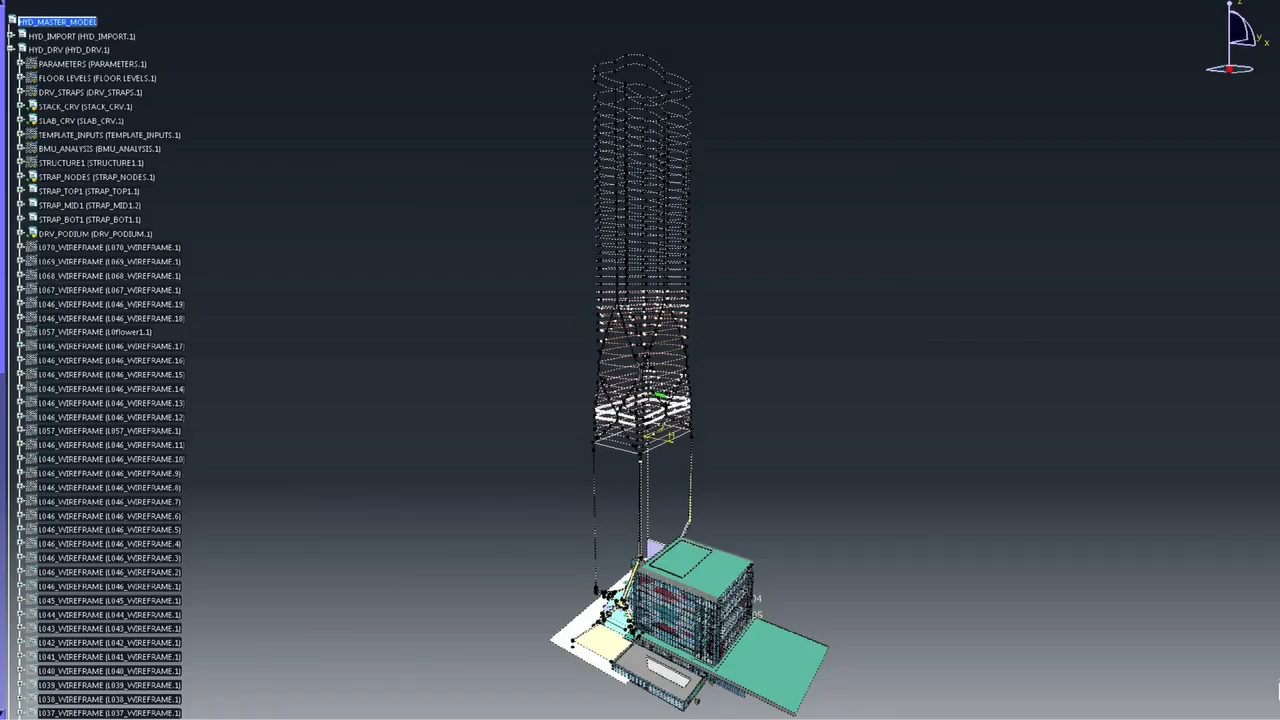 HYD_MASTER_MODEL
HYD_IMPORT (HYD_IMPORT.1)
HYD_DRV (HYD_DRV.1)
PARAMETERS (PARAMETERS.1)
FLOOR LEVELS (FLOOR LEVELS.1)
DRV_STRAPS (DRV_STRAPS.1)
STACK_CRV (STACK_CRV.1)
SLAB_CRV (SLAB_CRV.1)
TEMPLATE_INPUTS (TEMPLATE_INPUTS.1)
BMU_ANALYSIS (BMU_ANALYSIS.1)
STRUCTURE1 (STRUCTURE1.1)
STRAP_NODES (STRAP_NODES.1)
STRAP_TOP1 (STRAP_TOP1.1)
STRAP_MID1 (STRAP_MID1.2)
STRAP_BOT1 (STRAP_BOT1.1)
DRV_PODIUM (DRV_PODIUM.1)
L070_WIREFRAME (L070_WIREFRAME.1)
L069_WIREFRAME (L069_WIREFRAME.1)
L068_WIREFRAME (L068_WIREFRAME.1)
L067_WIREFRAME (L067_WIREFRAME.1)
L046_WIREFRAME (L046_WIREFRAME.19)
L046_WIREFRAME (L046_WIREFRAME.18)
L057_WIREFRAME (L0flower1.1)
L046_WIREFRAME (L046_WIREFRAME.17)
L046_WIREFRAME (L046_WIREFRAME.16)
L046_WIREFRAME (L046_WIREFRAME.15)
L046_WIREFRAME (L046_WIREFRAME.14)
L046_WIREFRAME (L046_WIREFRAME.13)
L046_WIREFRAME (L046_WIREFRAME.12)
L057_WIREFRAME (L057_WIREFRAME.1)
L046_WIREFRAME (L046_WIREFRAME.11)
L046_WIREFRAME (L046_WIREFRAME.10)
L046_WIREFRAME (L046_WIREFRAME.9)
L046_WIREFRAME (L046_WIREFRAME.8)
L046_WIREFRAME (L046_WIREFRAME.7)
L046_WIREFRAME (L046_WIREFRAME.6)
L046_WIREFRAME (L046_WIREFRAME.5)
L046_WIREFRAME (L046_WIREFRAME.4)
L046_WIREFRAME (L046_WIREFRAME.3)
L046_WIREFRAME (L046_WIREFRAME.2)
L046_WIREFRAME (L046_WIREFRAME.1)
L045_WIREFRAME (L045_WIREFRAME.1)
L044_WIREFRAME (L044_WIREFRAME.1)
L043_WIREFRAME (L043_WIREFRAME.1)
L042_WIREFRAME (L042_WIREFRAME.1)
L041_WIREFRAME (L041_WIREFRAME.1)
L040_WIREFRAME (L040_WIREFRAME.1)
L039_WIREFRAME (L039_WIREFRAME.1)
L038_WIREFRAME (L038_WIREFRAME.1)
L037_WIREFRAME (L037_WIREFRAME.1)
z
y
x